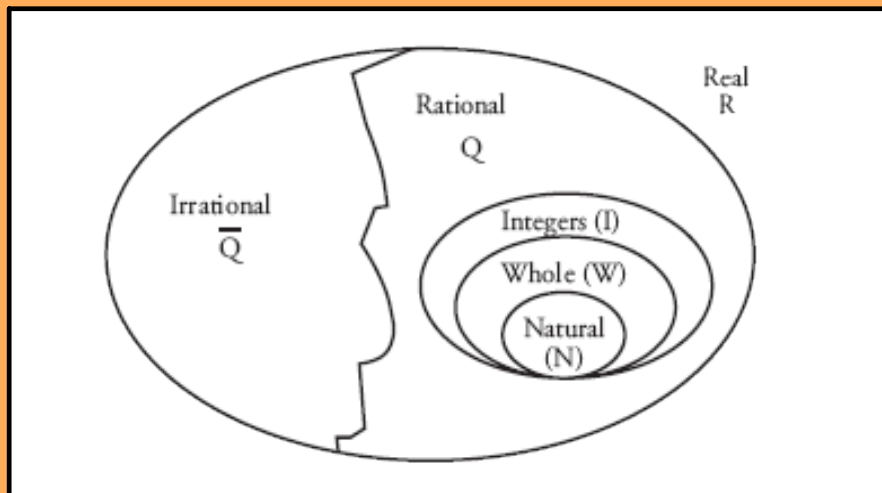 Real
R
Rational
Q
Irrational
Q̅
Integers (I)
Whole (W)
Natural
(N)